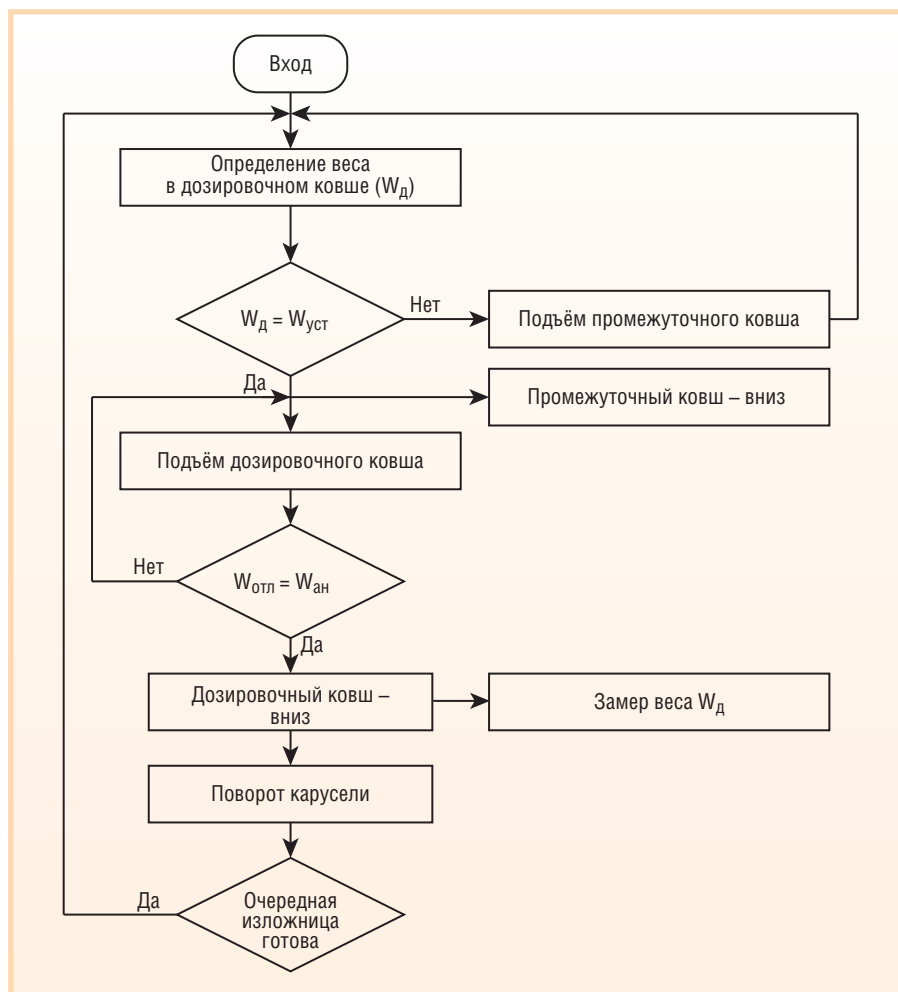 Вход
Определение веса
в дозировочном ковше (Wд)
Wд = Wуст
Нет
Подъём промежуточного ковша
Да
Промежуточный ковш – вниз
Подъём дозировочного ковша
Нет
Wотл = Wан
Да
Дозировочный ковш –
вниз
Замер веса Wд
Поворот карусели
Да
Очередная
изложница
готова